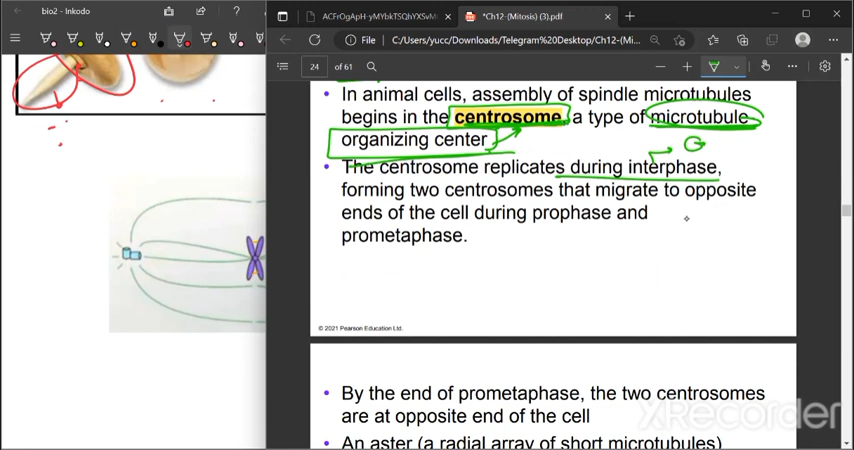 bio2 - Inkodo
ACFrOgApH-yMYbkTSQhYXSvM
*Ch12-(Mitosis) (3).pdf
File
C:/Users/yucc/Downloads/Telegram%20Desktop/Ch12-(Mi...
24
of 61
In animal cells, assembly of spindle microtubules
begins in the centrosome, a type of microtubule
organizing center
G
The centrosome replicates during interphase,
forming two centrosomes that migrate to opposite
ends of the cell during prophase and
prometaphase.
© 2021 Pearson Education Ltd.
By the end of prometaphase, the two centrosomes
are at opposite end of the cell
An aster (a radial array of short microtubules)
XRecorder